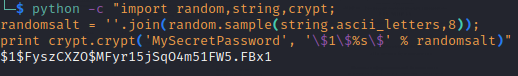 └─$ python -c "import random,string,crypt;
randomsalt = ''.join(random.sample(string.ascii_letters,8));
print crypt.crypt('MySecretPassword', '\$1\$%s\$' % randomsalt)"
$1$FyszCXZO$MFyr15jSqO4m51FW5.FBx1